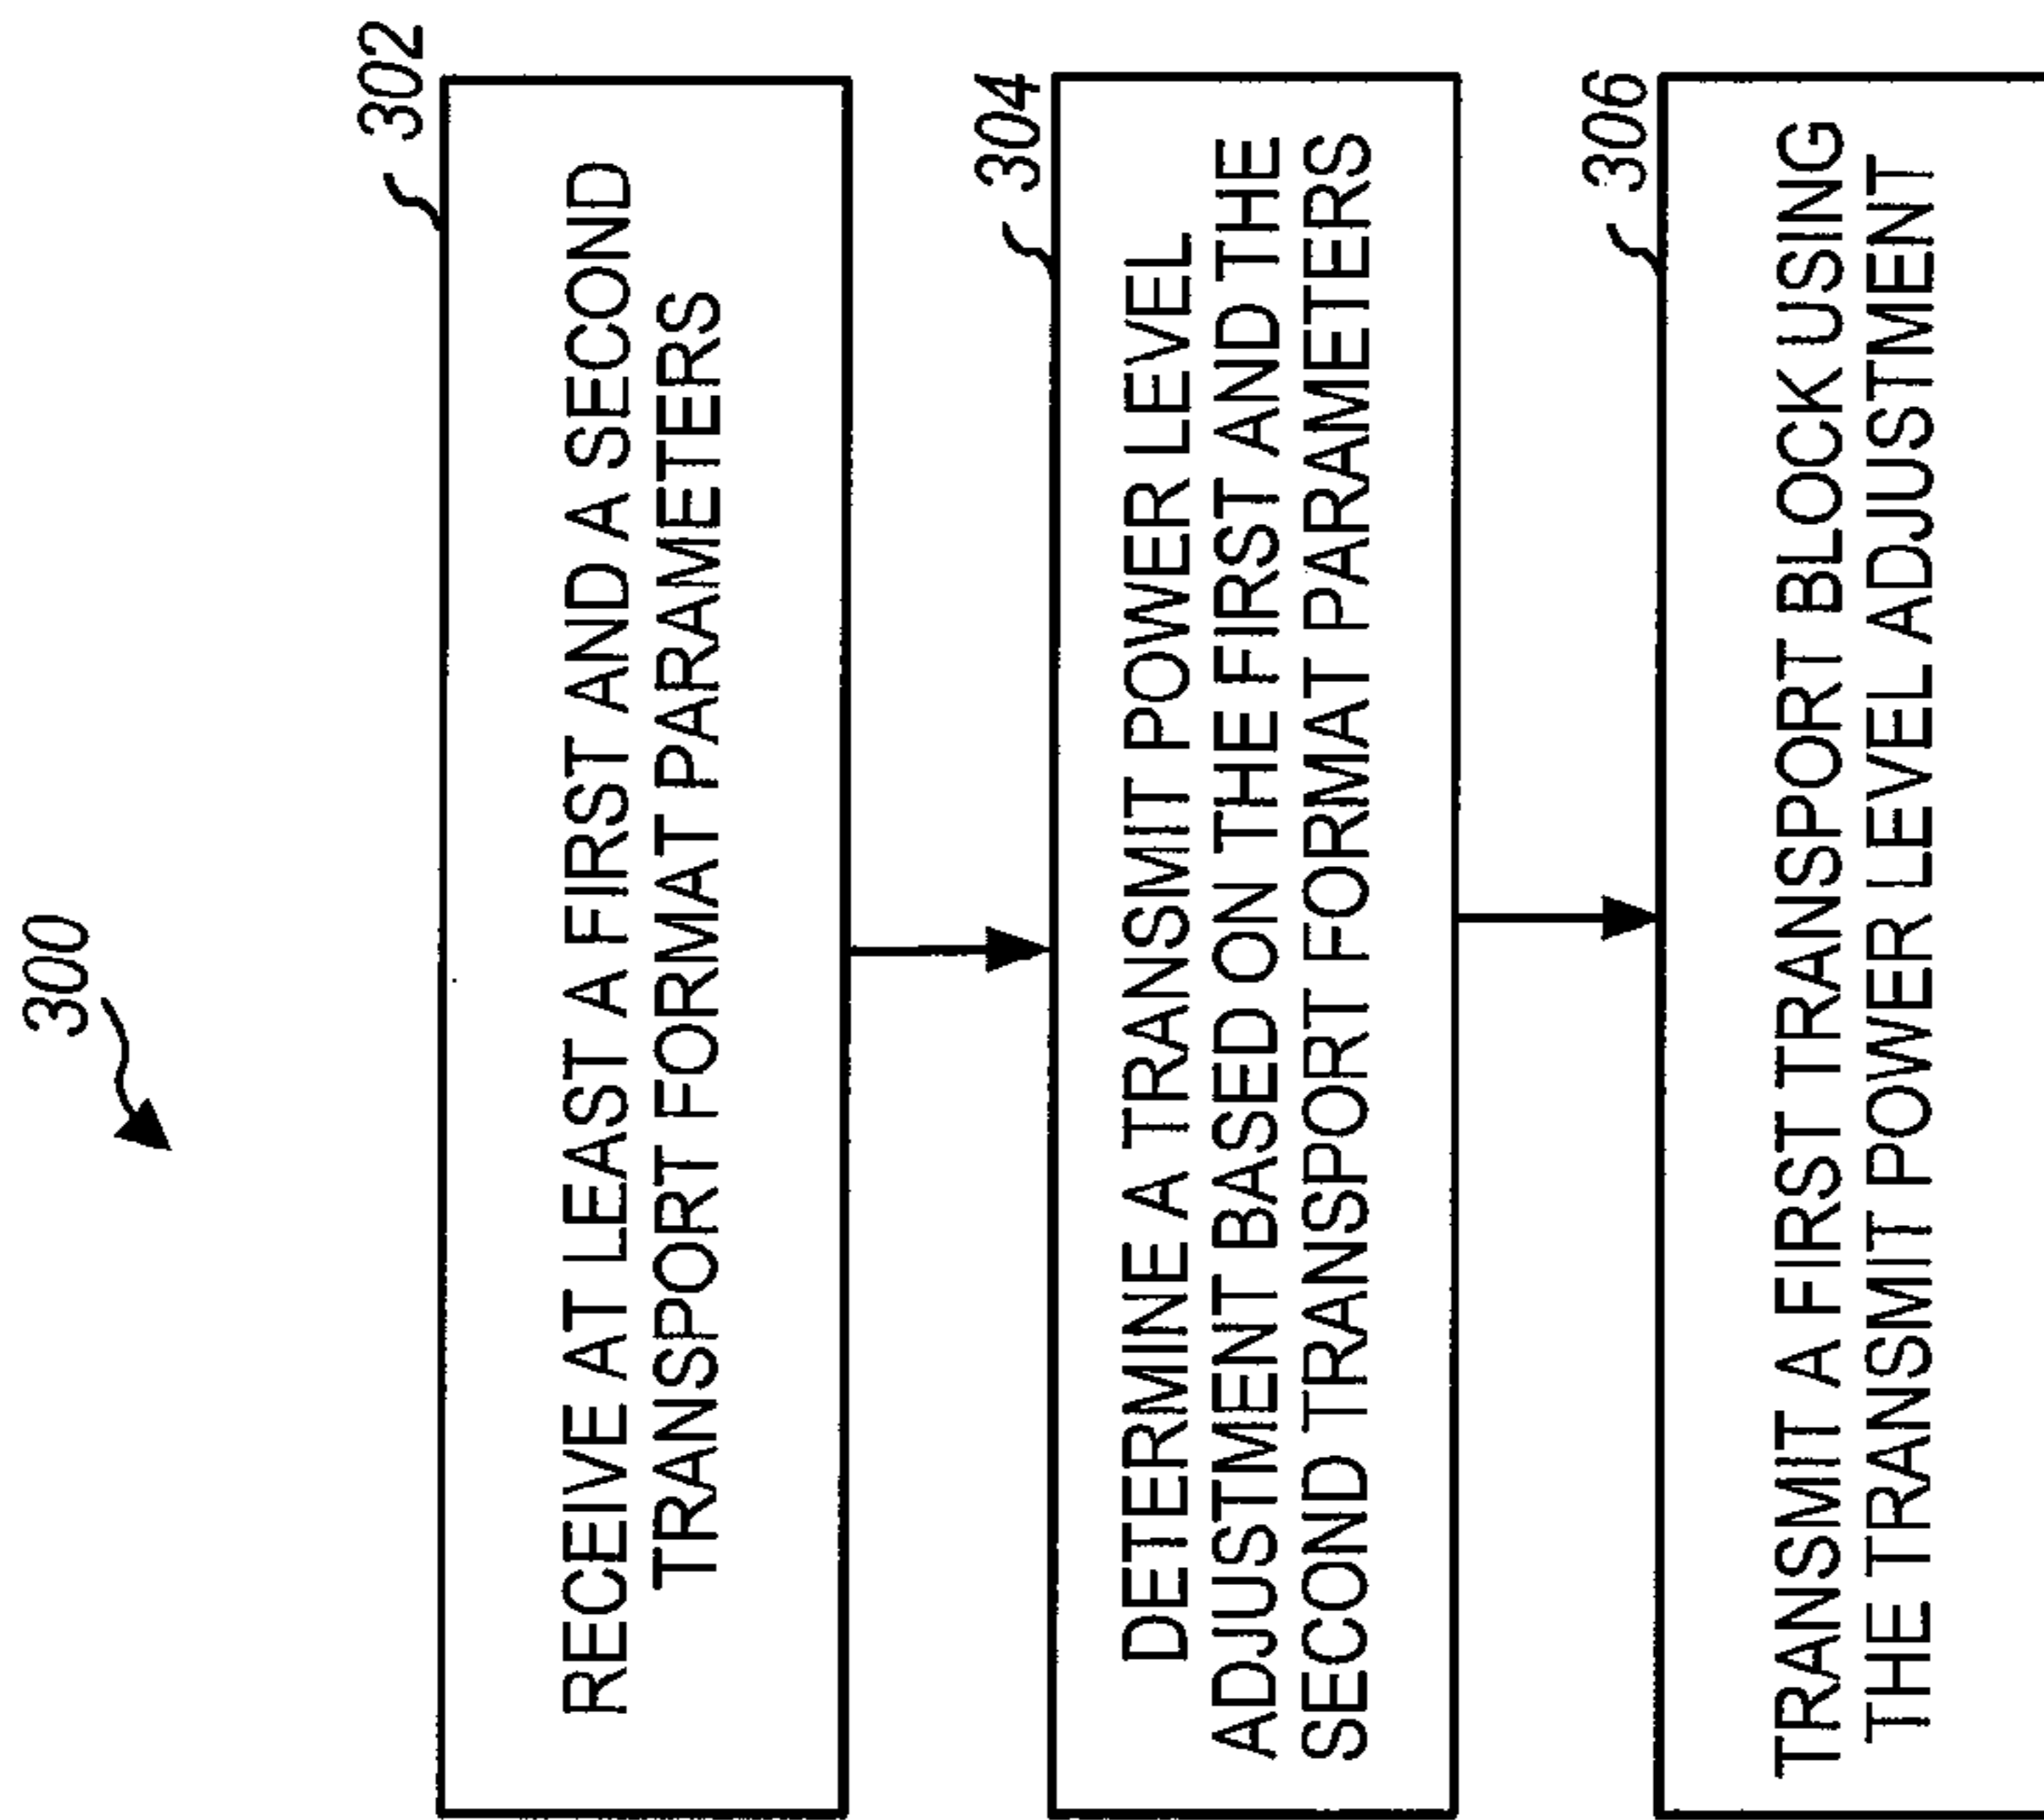 300
302
RECEIVE AT LEAST A FIRST AND A SECOND
TRANSPORT FORMAT PARAMETERS
304
DETERMINE A TRANSMIT POWER LEVEL
ADJUSTMENT BASED ON THE FIRST AND THE
SECOND TRANSPORT FORMAT PARAMETERS
306
TRANSMIT A FIRST TRANSPORT BLOCK USING
THE TRANSMIT POWER LEVEL ADJUSTMENT